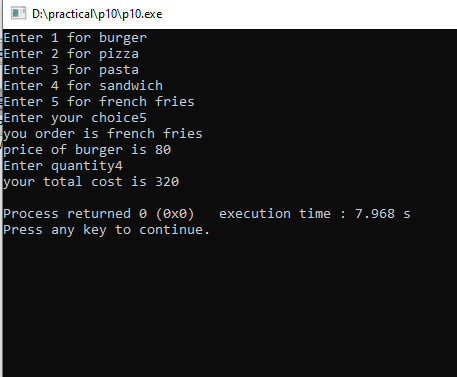 D:\practical\p10\p10.exe
Enter 1 for burger
Enter 2 for pizza
Enter 3 for pasta
Enter 4 for sandwich
Enter 5 for french fries
Enter your choice5
you order is french fries
price of burger is 80
Enter quantity4
your total cost is 320
Process returned 0 (0x0)   execution time : 7.968 s
Press any key to continue.